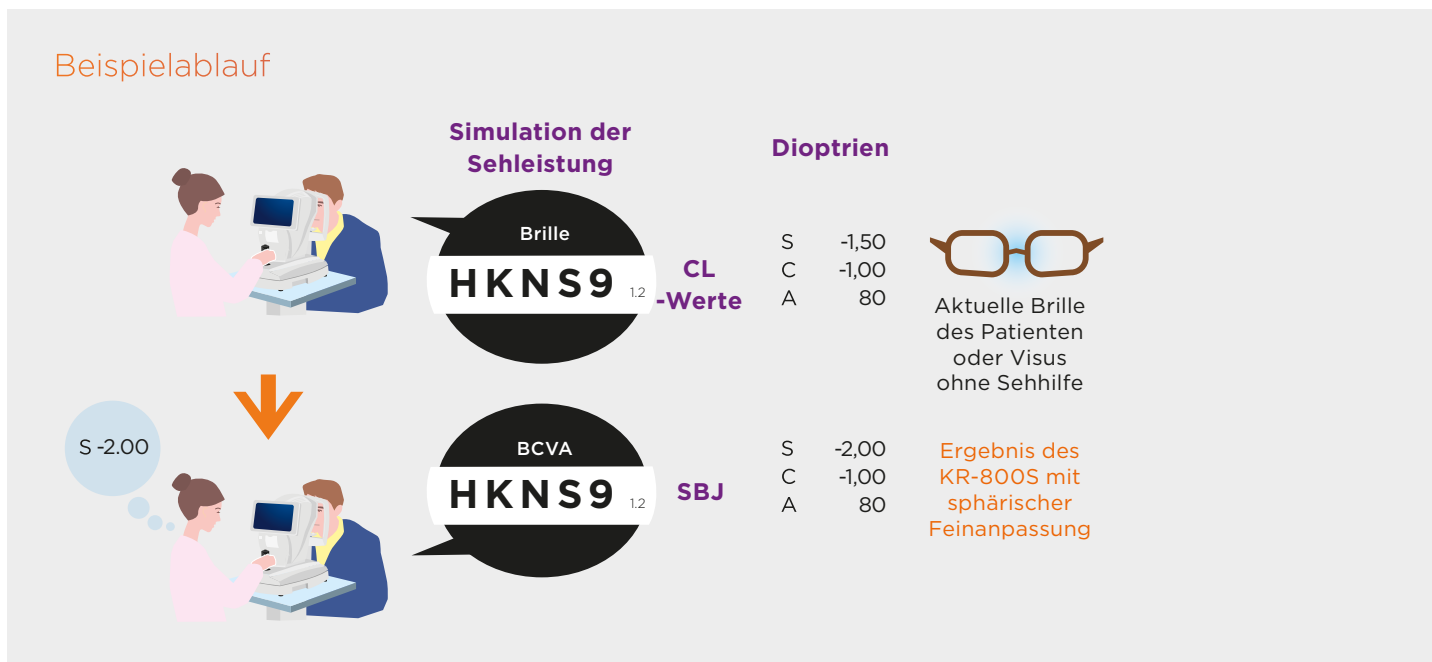 Beispielablauf
Simulation der
Sehleistung
Dioptrien
Brille
HKNS9 1.2
CL
-Werte
S -1,50
C -1,00
A 80
Aktuelle Brille
des Patienten
oder Visus
ohne Sehhilfe
S -2.00
BCVA
HKNS9 1.2
SBJ
S -2,00
C -1,00
A 80
Ergebnis des
KR-800S mit
sphärischer
Feinanpassung